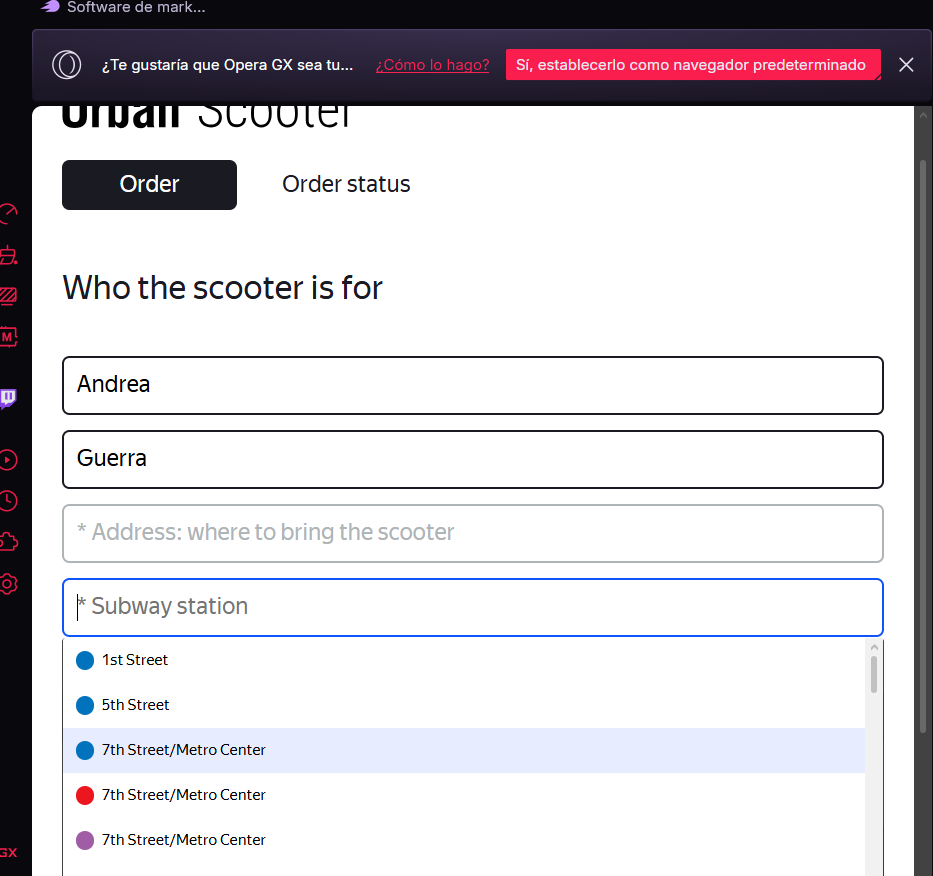 Software de mark...
¿Te gustaría que Opera GX sea tu... ¿Cómo lo hago? Sí, establecerlo como navegador predeterminado
Urban Scooter
Order Order status
Who the scooter is for
Andrea
Guerra
* Address: where to bring the scooter
* Subway station
1st Street
5th Street
7th Street/Metro Center
7th Street/Metro Center
7th Street/Metro Center
M
GX